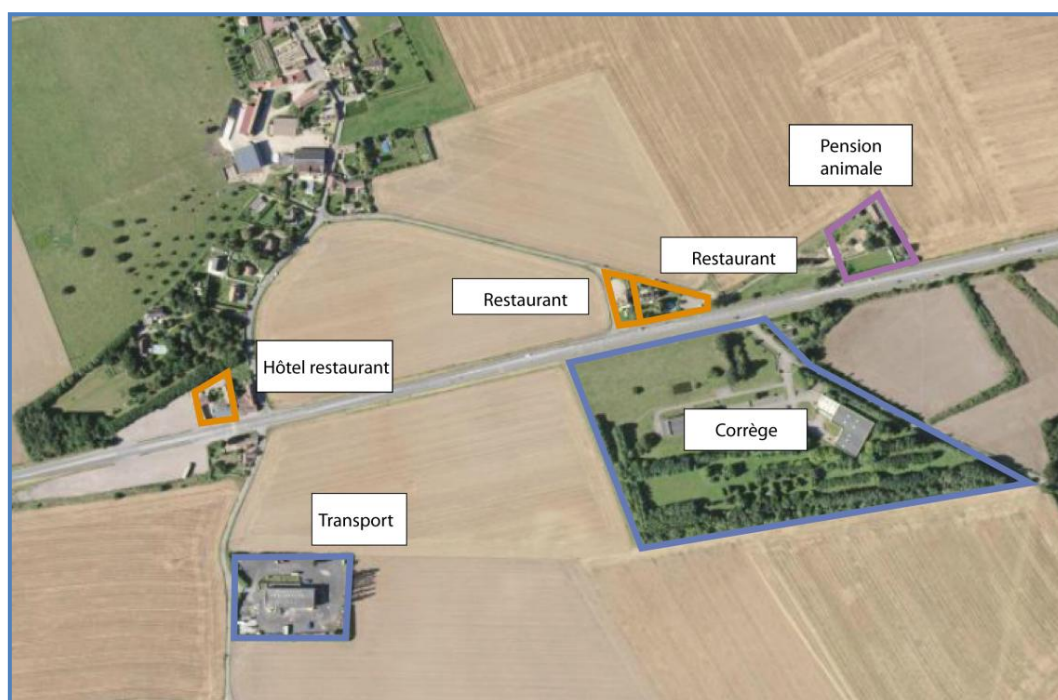 Pension
animale
Restaurant
Restaurant
Hôtel restaurant
Corrège
Transport